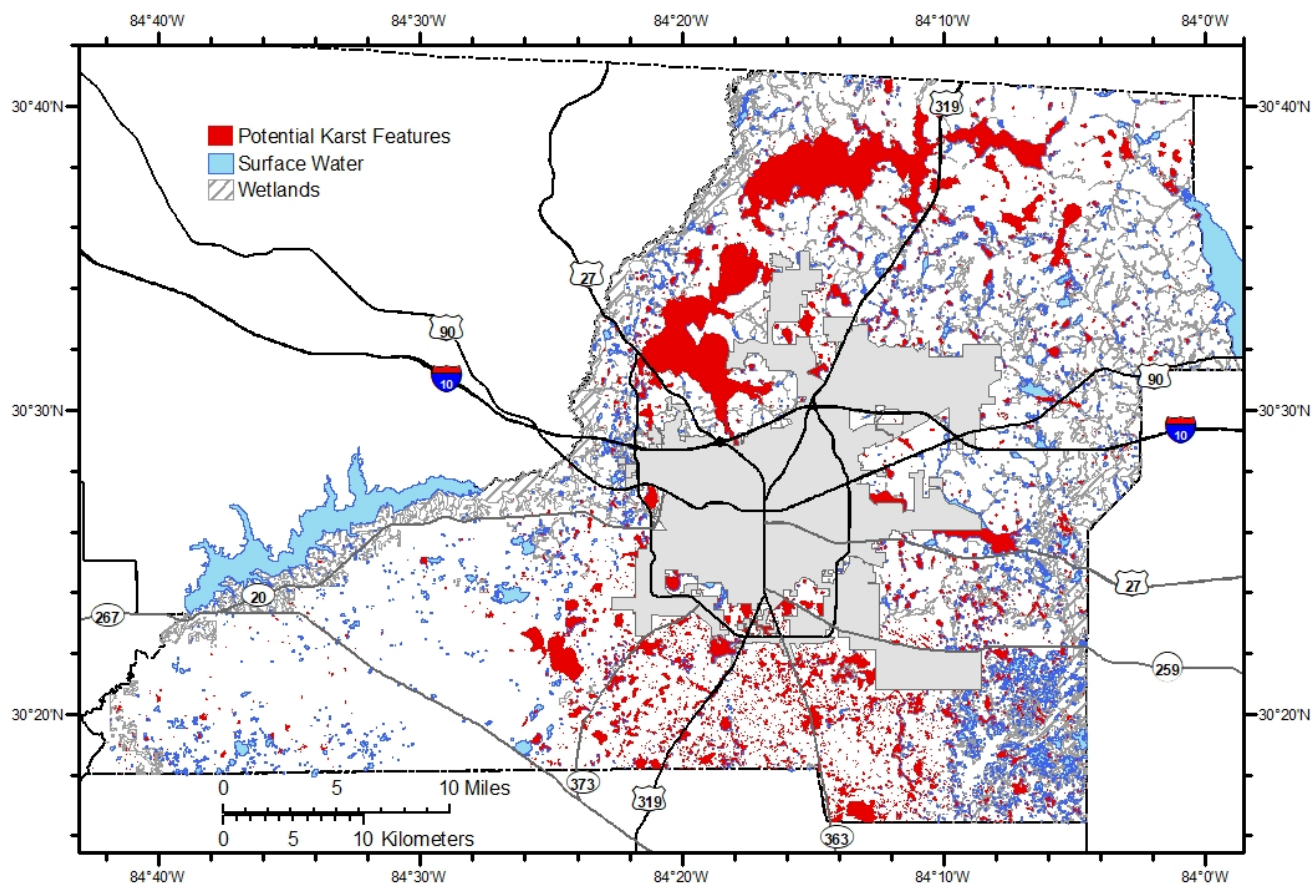 84°40'W 84°30'W 84°20'W 84°10'W 84°0'W
30°40'N 30°40'N
319
Potential Karst Features
Surface Water
Wetlands
27
90
10
90
30°30'N 30°30'N
10
27
20
267
259
30°20'N 30°20'N
0 5 10 Miles
373
319
0 5 10 Kilometers
363
84°40'W 84°30'W 84°20'W 84°10'W 84°0'W